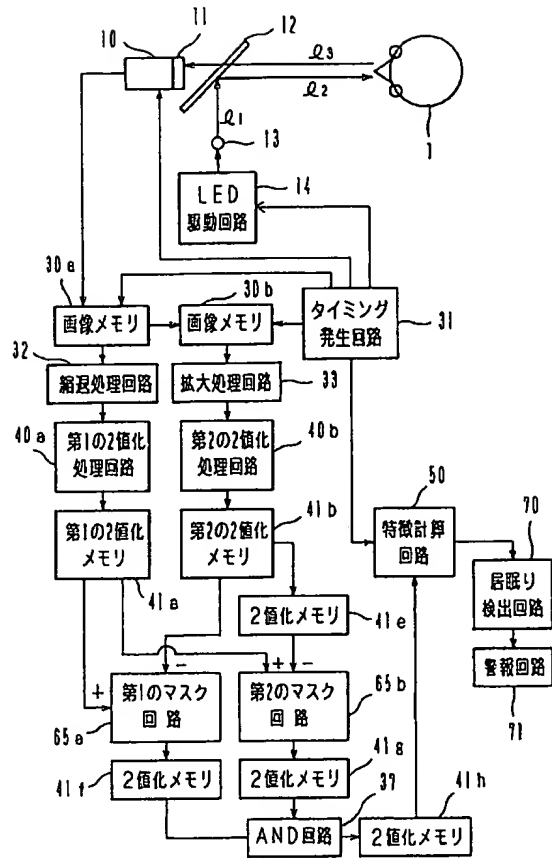 10
11
12
ℓ3
ℓ2
ℓ1
13
1
LED
駆動回路
14
30a
30b
画像メモリ
画像メモリ
タイミング
発生回路
31
32
縮退処理回路
拡大処理回路
33
40a
第1の2値化
処理回路
第2の2値化
処理回路
40b
50
70
第1の2値化
メモリ
第2の2値化
メモリ
41b
特徴計算
回路
居眠り
検出回路
41a
2値化メモリ
41e
警報回路
71
+
-
+
-
第1のマスク
回路
第2のマスク
回路
65a
65b
41f
2値化メモリ
2値化メモリ
41g
37
41h
AND回路
2値化メモリ